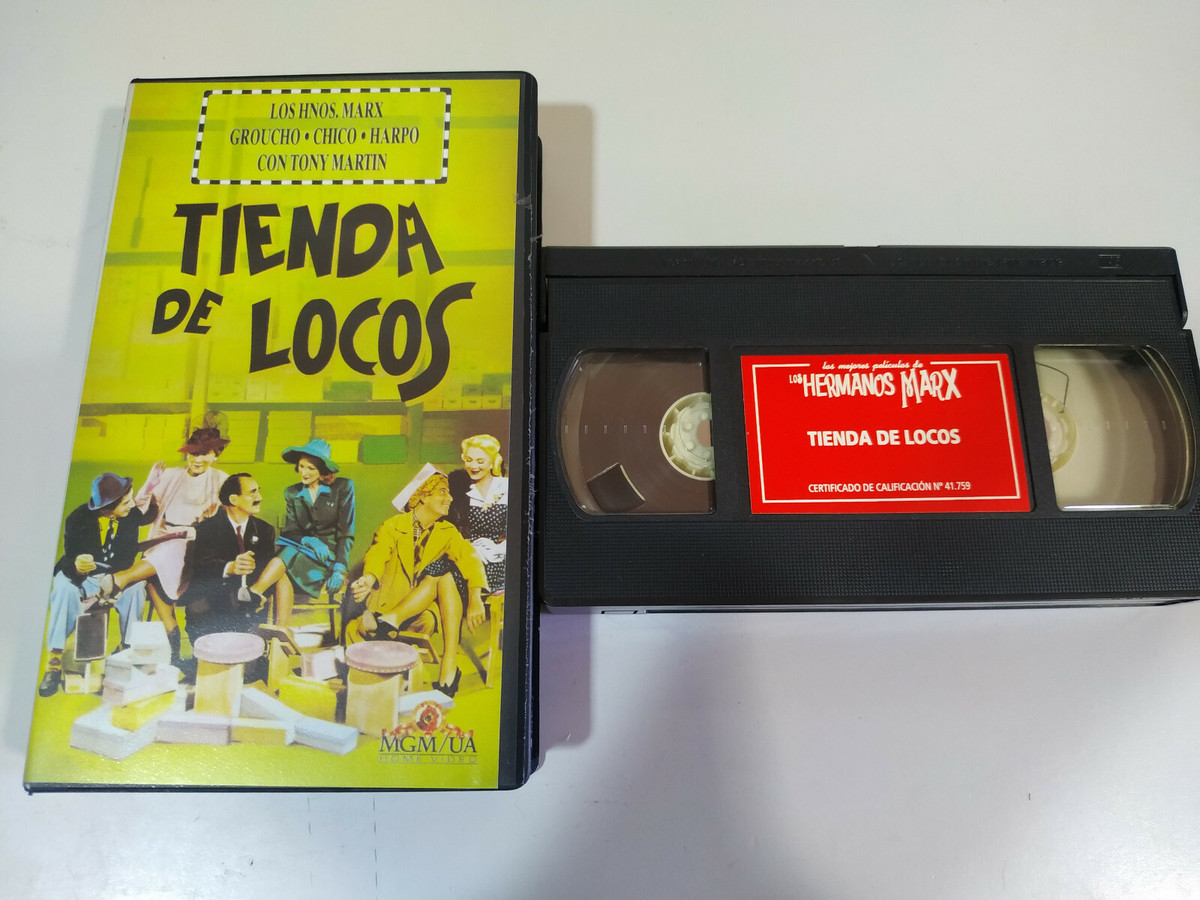 LOS HNOS. MARX
GROUCHO • CHICO • HARPO
CON TONY MARTIN
TIENDA
DE LOCOS
MGM/UA
HOME VIDEO
las mejores películas de
LOS HERMANOS MARX
TIENDA DE LOCOS
CERTIFICADO DE CALIFICACIÓN Nº 41.759